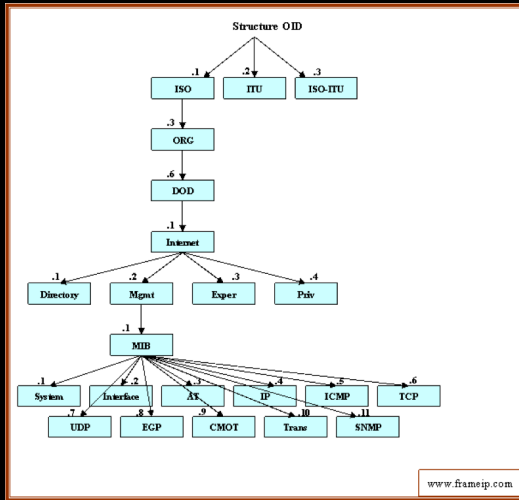 Structure OID
.1 .2 .3
ISO ITU ISO-ITU
.3
ORG
.6
DOD
.1
Internet
.1 .2 .3 .4
Directory Mgmt Exper Priv
.1
MIB
.1 .2 .3 .4 .5 .6
System Interface AT IP ICMP TCP
.7 .8 .9 .10 .11
UDP EGP CMOT Trans SNMP
www.frameip.com